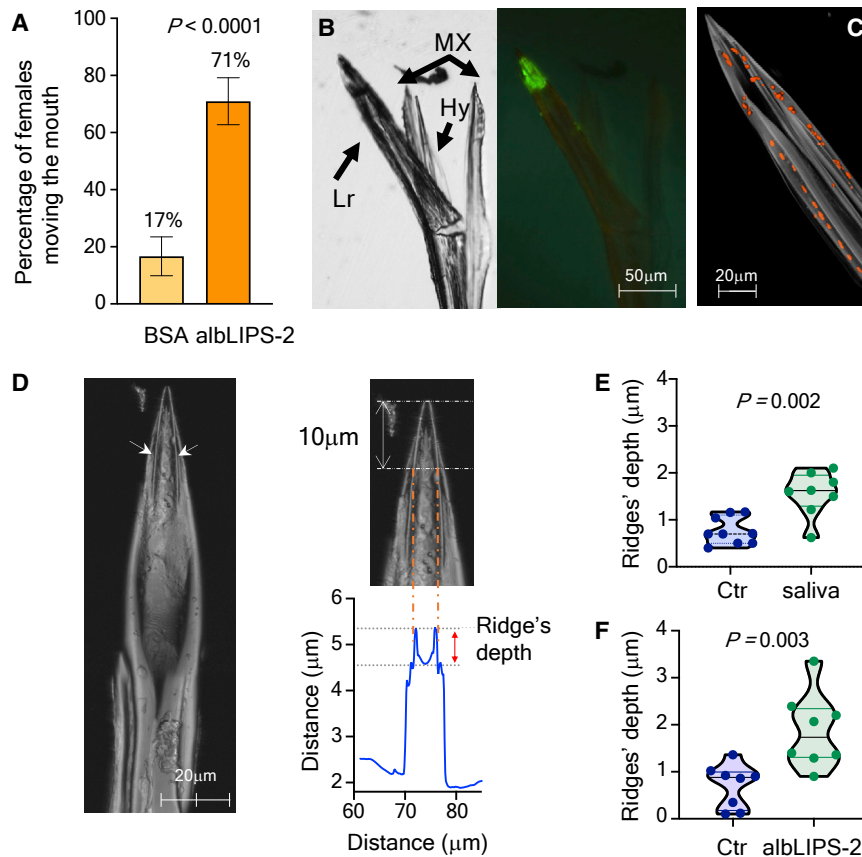 A
P < 0.0001
Percentage of females
moving the mouth
100
80
60
40
20
0
17%
71%
BSA albLIPS-2
B
MX
Hy
Lr
50μm
C
20μm
D
20μm
10μm
Ridge's
depth
Distance (μm)
6
5
4
3
2
60 70 80
Distance (μm)
E
P = 0.002
Ridges' depth (μm)
4
3
2
1
0
Ctr saliva
F
P = 0.003
Ridges' depth (μm)
4
3
2
1
0
Ctr albLIPS-2